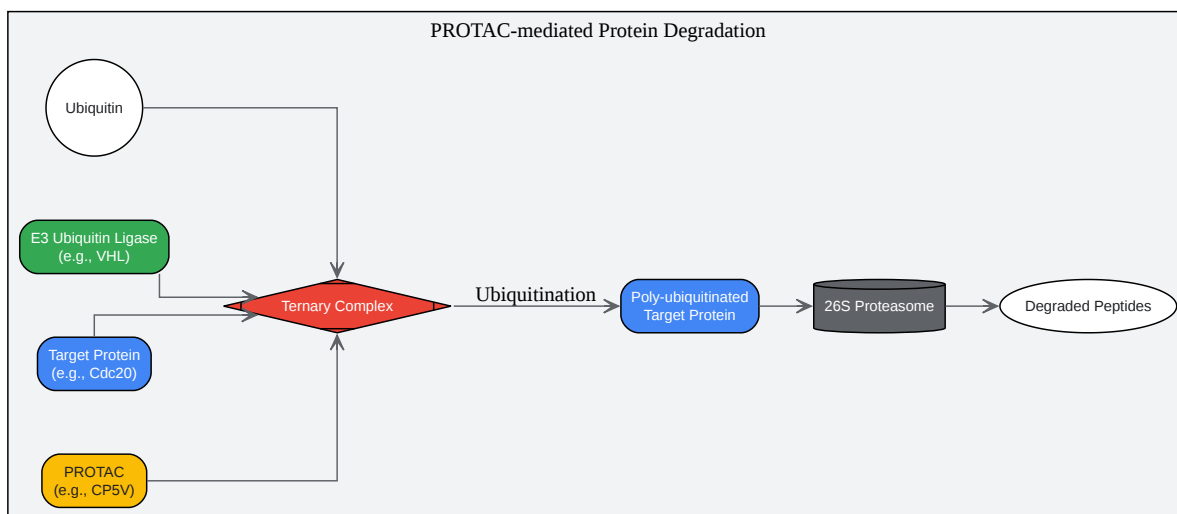 PROTAC-mediated Protein Degradation
Ubiquitin
E3 Ubiquitin Ligase
(e.g., VHL)
Ternary Complex
Ubiquitination
Poly-ubiquitinated
Target Protein
26S Proteasome
Degraded Peptides
Target Protein
(e.g., Cdc20)
PROTAC
(e.g., CP5V)